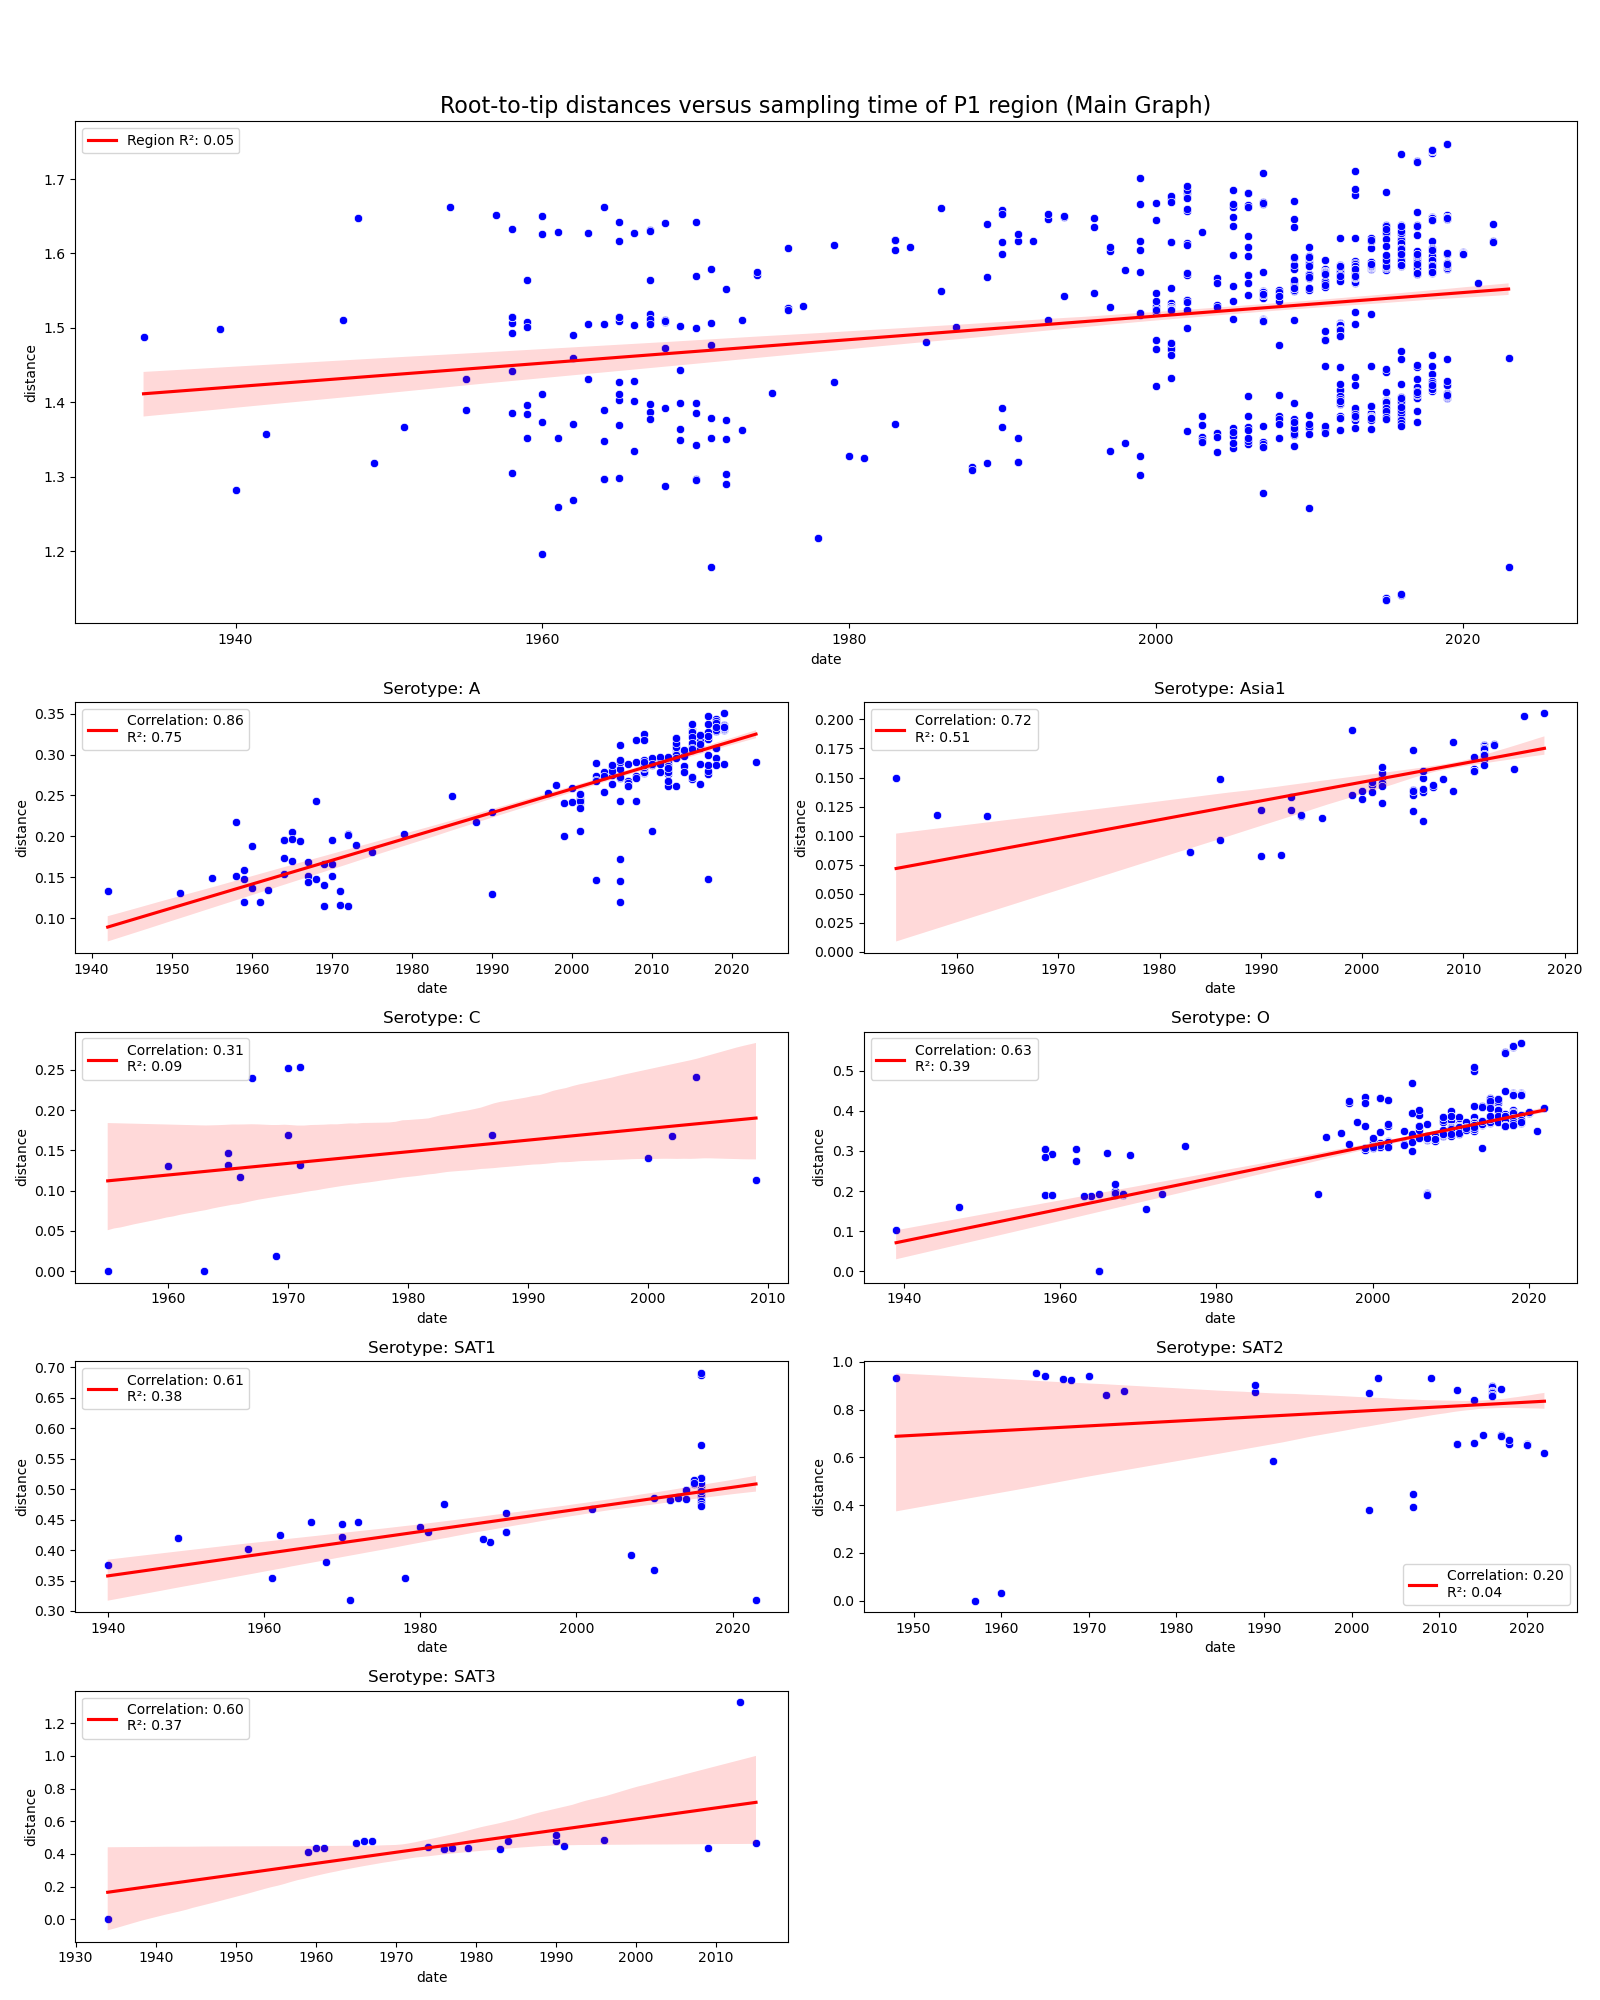 Root-to-tip distances versus sampling time of P1 region (Main Graph)
Region R²: 0.05
1.7
1.6
1.5
1.4
1.3
1.2
distance
1940 1960 1980 2000 2020
date
Serotype: A
Correlation: 0.86
R²: 0.75
0.35
0.30
0.25
0.20
0.15
0.10
distance
1940 1950 1960 1970 1980 1990 2000 2010 2020
date
Serotype: Asia1
Correlation: 0.72
R²: 0.51
0.200
0.175
0.150
0.125
0.100
0.075
0.050
0.025
0.000
distance
1960 1970 1980 1990 2000 2010 2020
date
Serotype: C
Correlation: 0.31
R²: 0.09
0.25
0.20
0.15
0.10
0.05
0.00
distance
1960 1970 1980 1990 2000 2010
date
Serotype: O
Correlation: 0.63
R²: 0.39
0.5
0.4
0.3
0.2
0.1
0.0
distance
1940 1960 1980 2000 2020
date
Serotype: SAT1
Correlation: 0.61
R²: 0.38
0.70
0.65
0.60
0.55
0.50
0.45
0.40
0.35
0.30
distance
1940 1960 1980 2000 2020
date
Serotype: SAT2
1.0
0.8
0.6
0.4
0.2
0.0
distance
Correlation: 0.20
R²: 0.04
1950 1960 1970 1980 1990 2000 2010 2020
date
Serotype: SAT3
Correlation: 0.60
R²: 0.37
1.2
1.0
0.8
0.6
0.4
0.2
0.0
distance
1930 1940 1950 1960 1970 1980 1990 2000 2010
date